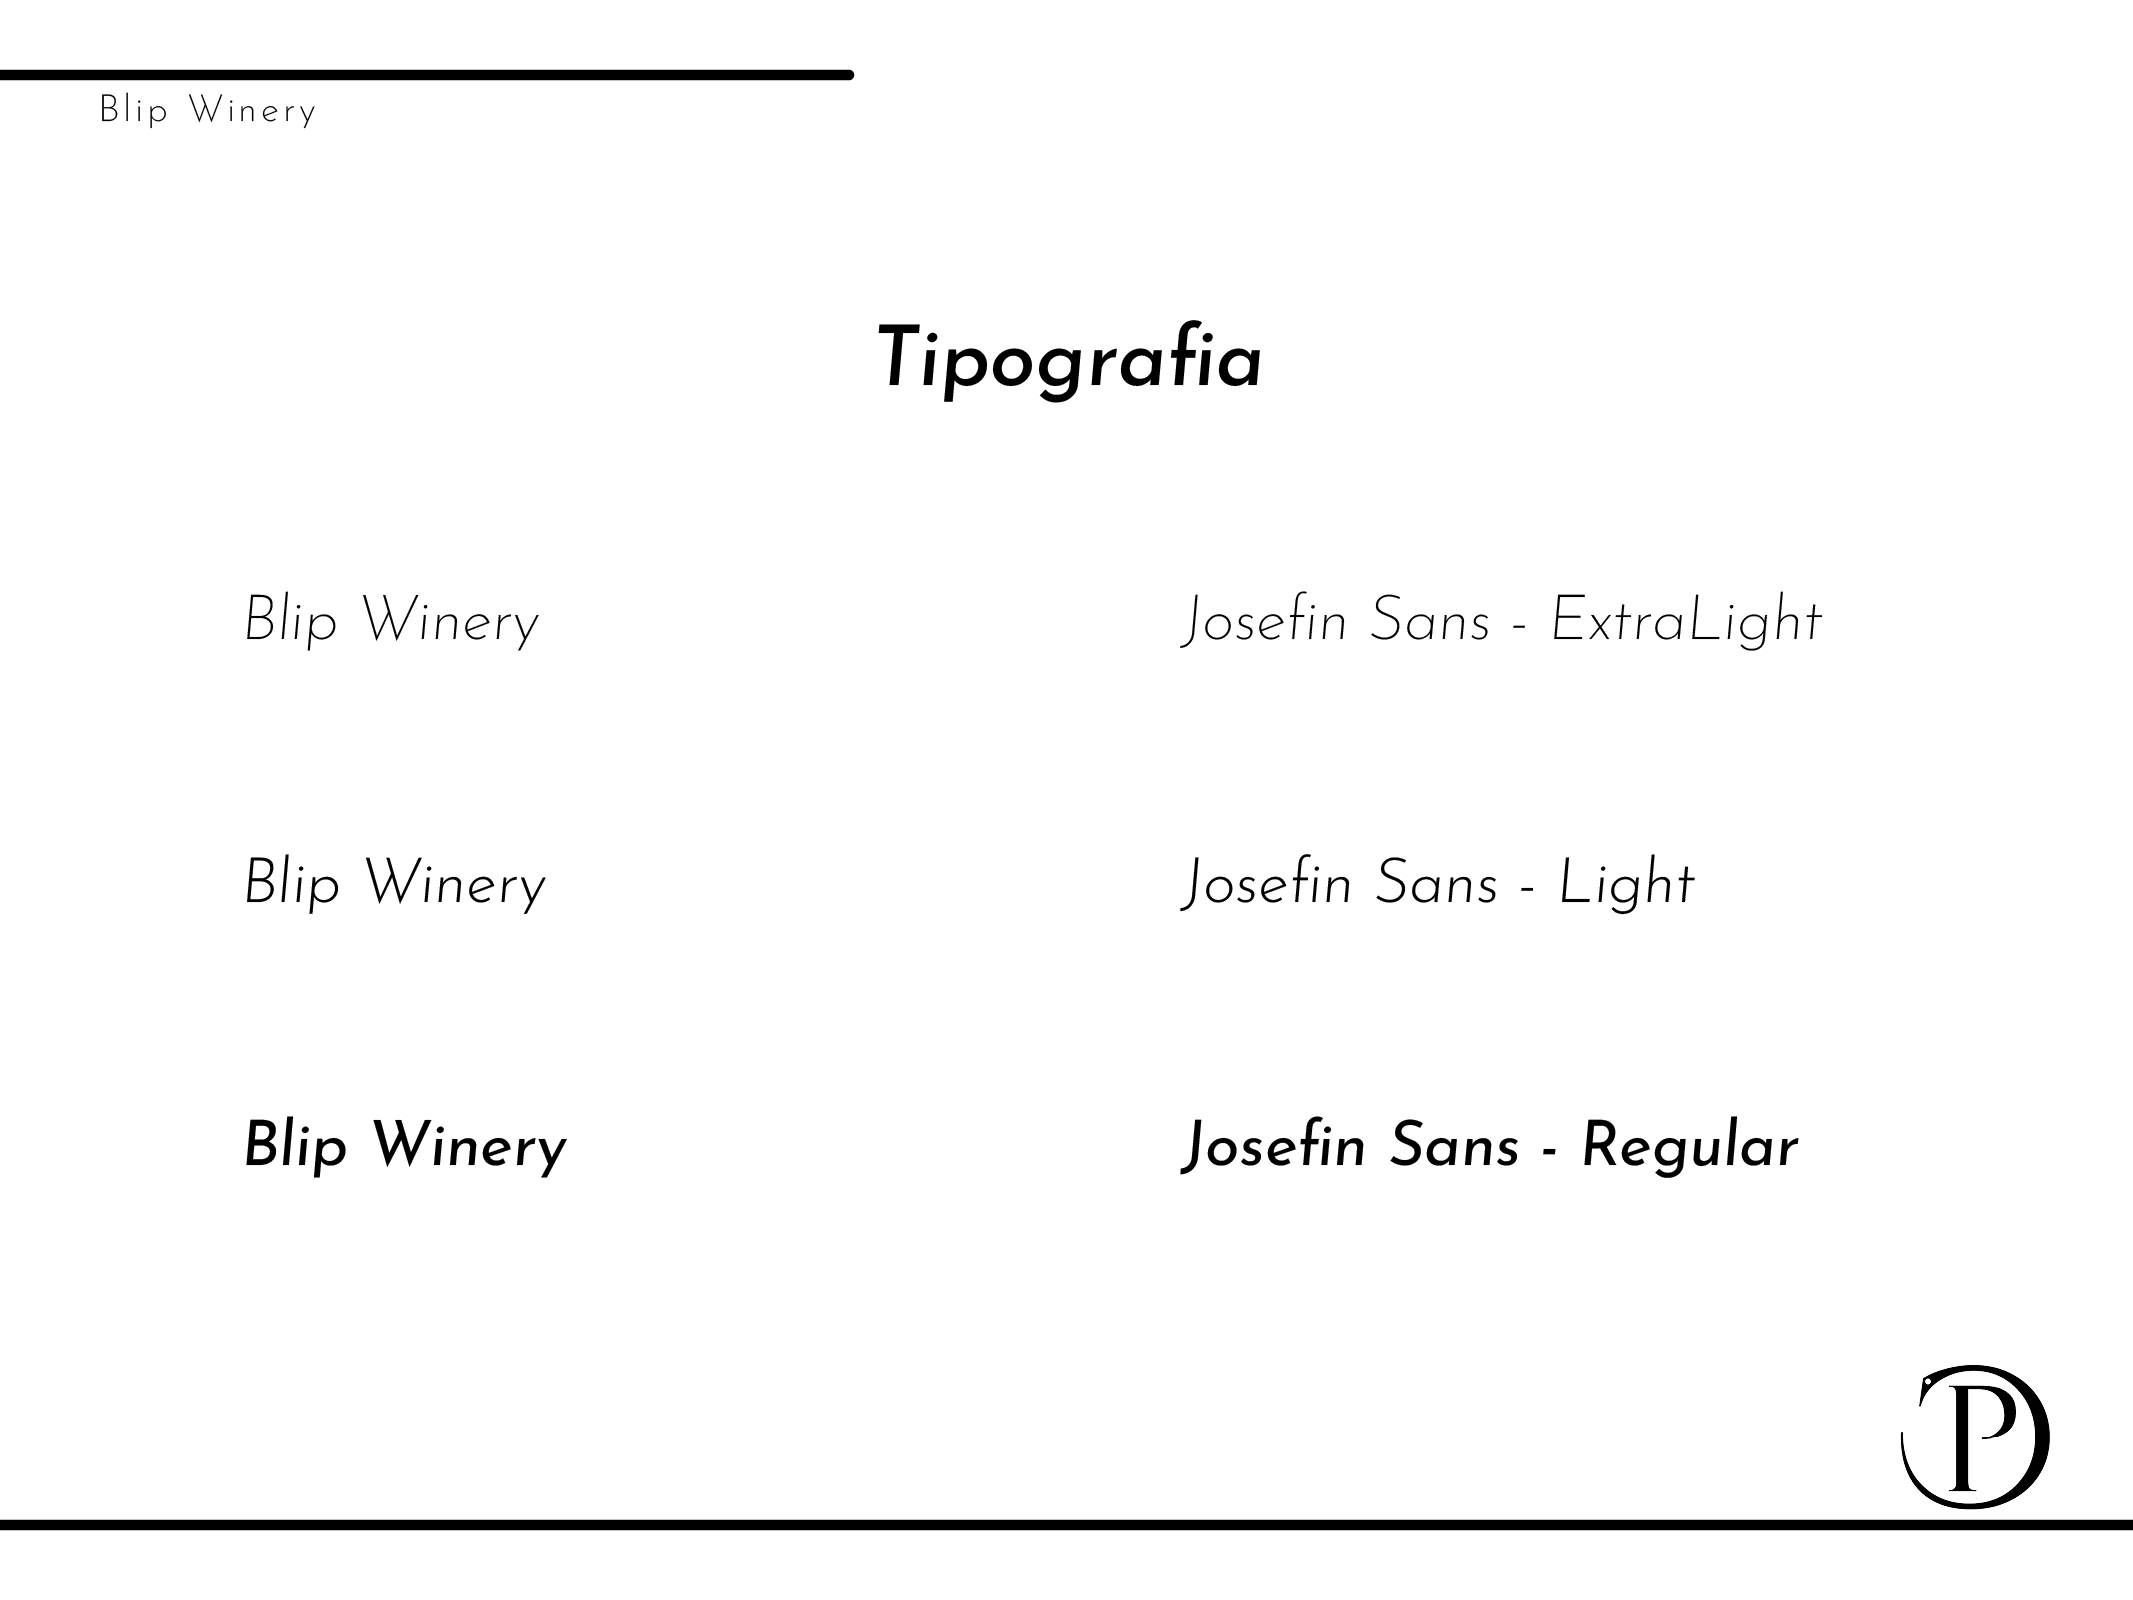 Blip Winery
Tipografia
Blip Winery Josefin Sans - ExtraLight
Blip Winery Josefin Sans - Light
Blip Winery Josefin Sans - Regular
P